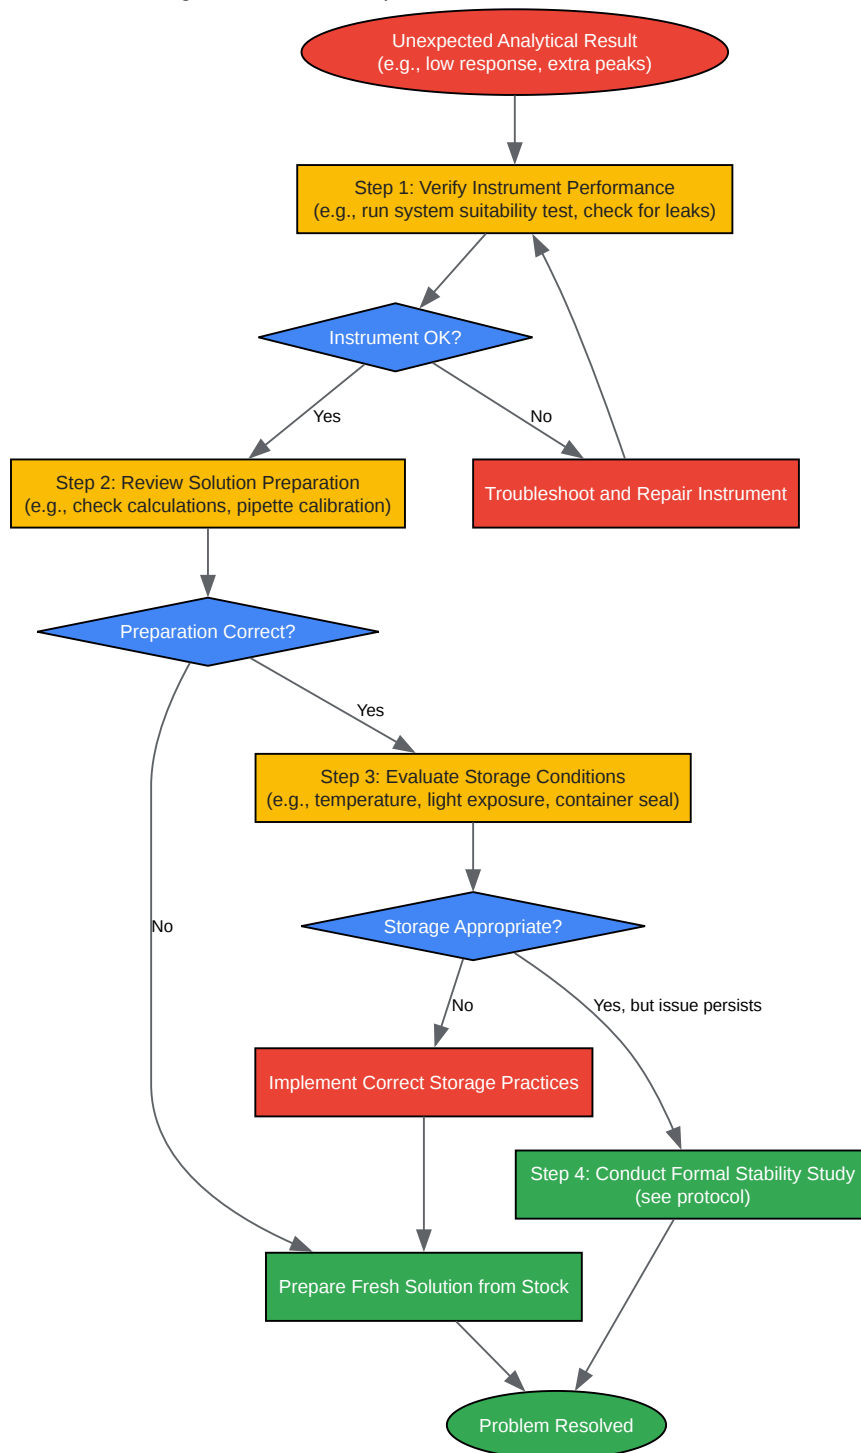 Unexpected Analytical Result
(e.g., low response, extra peaks)
Step 1: Verify Instrument Performance
(e.g., run system suitability test, check for leaks)
Instrument OK?
Yes
No
Step 2: Review Solution Preparation
(e.g., check calculations, pipette calibration)
Troubleshoot and Repair Instrument
Preparation Correct?
Yes
Step 3: Evaluate Storage Conditions
(e.g., temperature, light exposure, container seal)
No
Storage Appropriate?
No
Yes, but issue persists
Implement Correct Storage Practices
Step 4: Conduct Formal Stability Study
(see protocol)
Prepare Fresh Solution from Stock
Problem Resolved